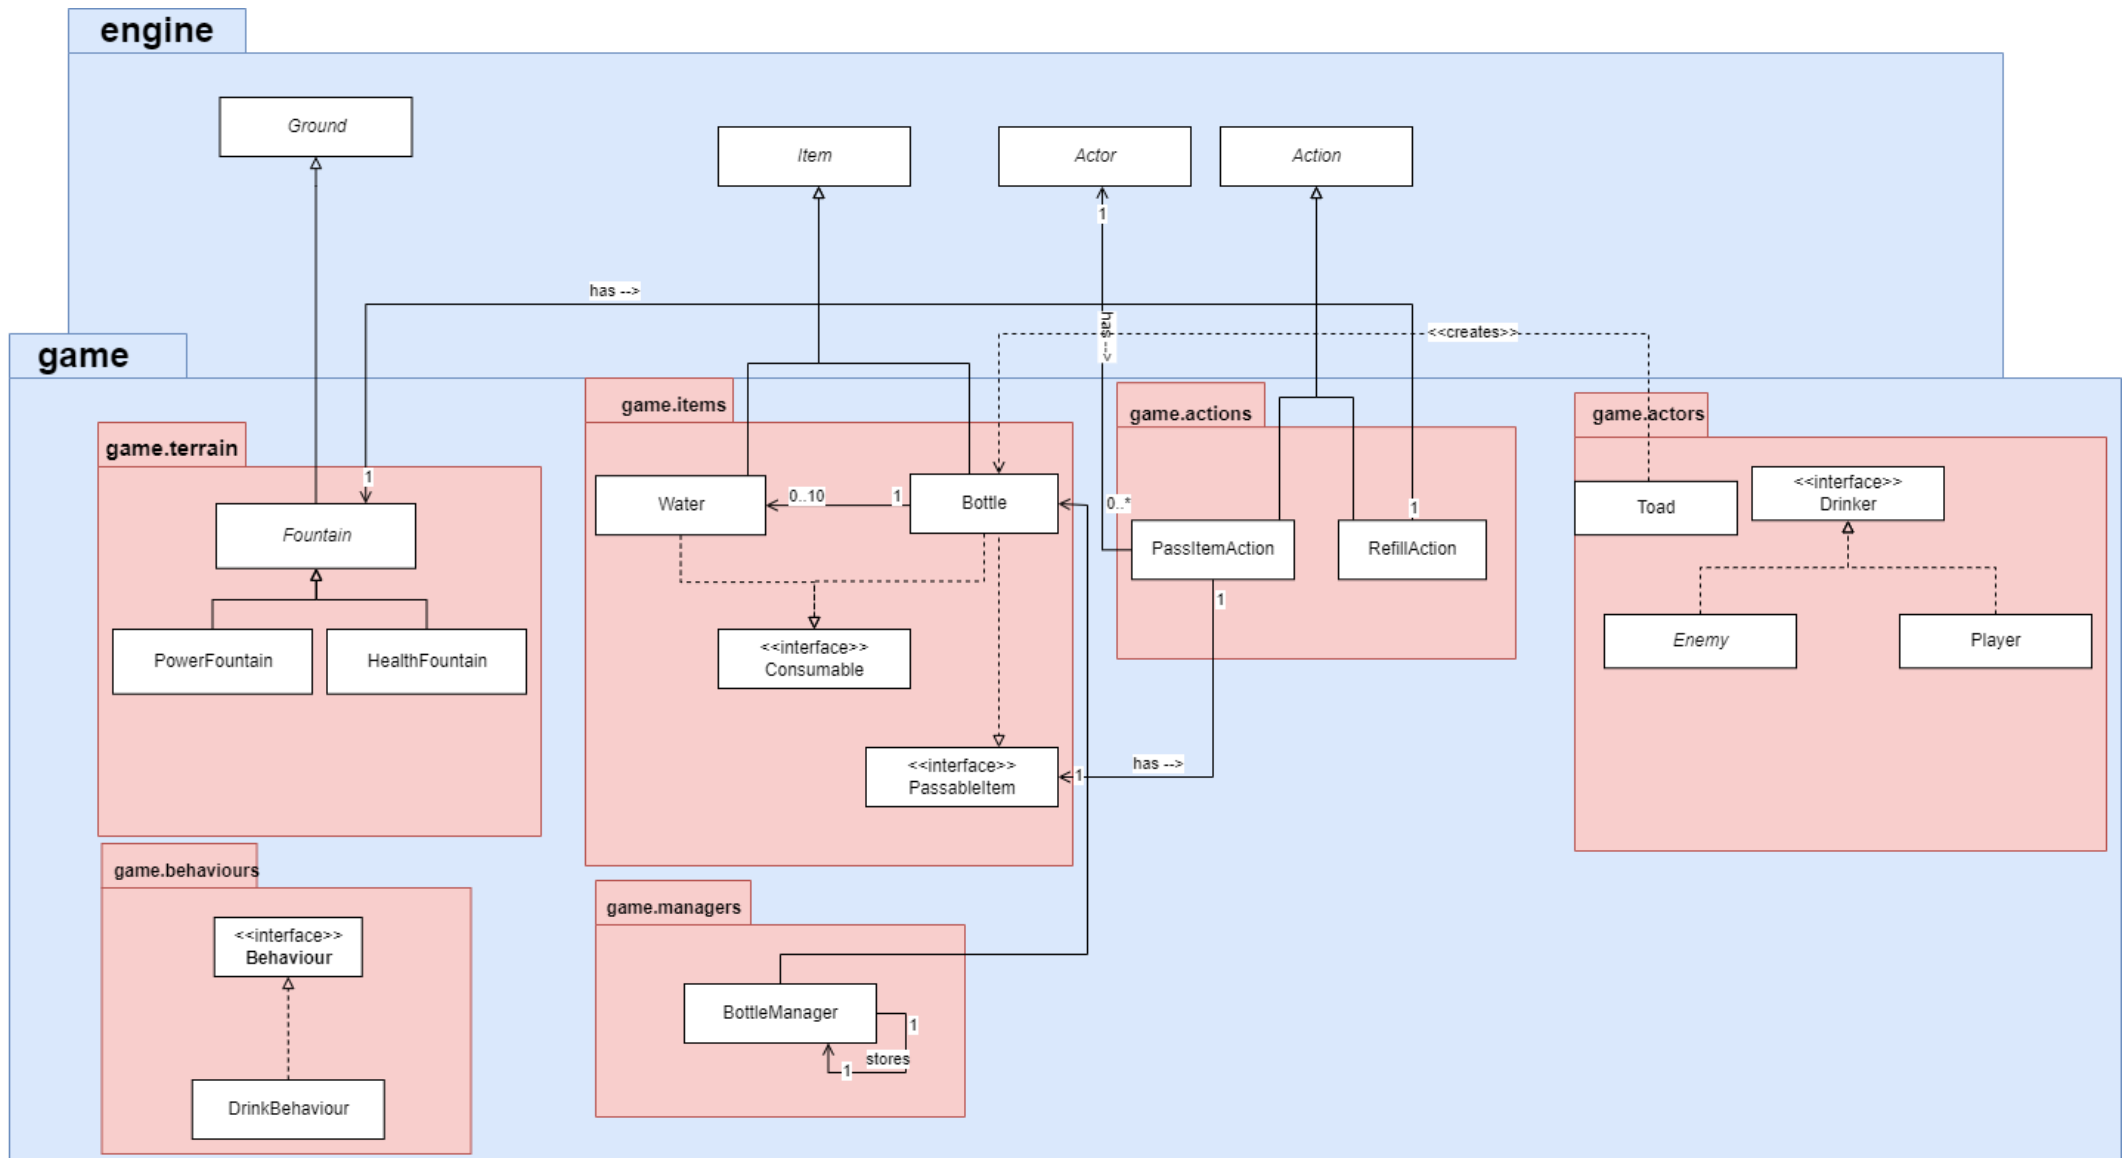 engine
Ground
Item
Actor
Action
1
has -->
has -->
<<creates>>
game
game.items
game.actions
game.actors
game.terrain
1
Water
0..10
1
Bottle
0..*
1
<<interface>>
Drinker
Toad
Fountain
PassItemAction
RefillAction
1
<<interface>>
Consumable
Enemy
Player
PowerFountain
HealthFountain
<<interface>>
PassableItem
1
has -->
game.behaviours
game.managers
<<interface>>
Behaviour
BottleManager
1
stores
1
DrinkBehaviour